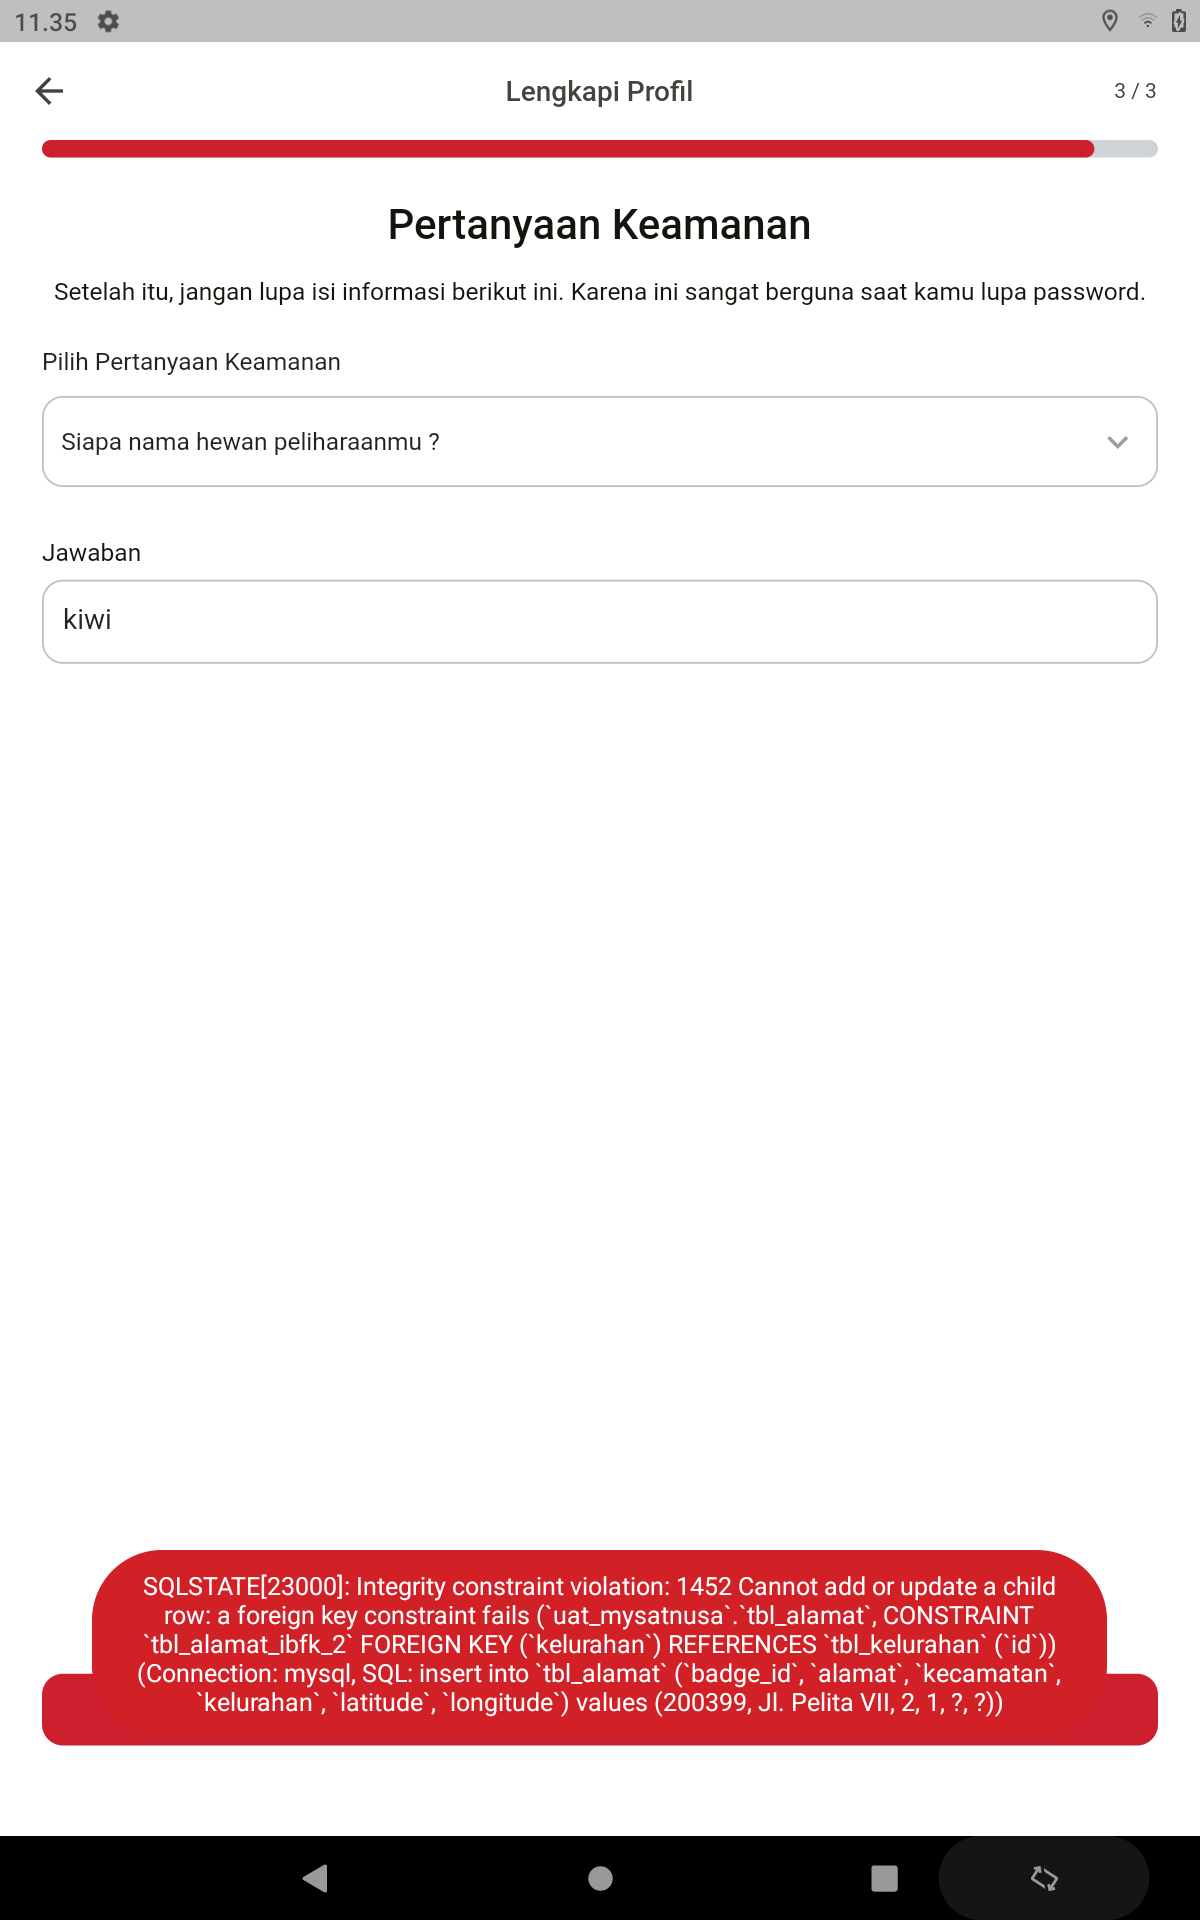 11.35
Lengkapi Profil
3 / 3
Pertanyaan Keamanan
Setelah itu, jangan lupa isi informasi berikut ini. Karena ini sangat berguna saat kamu lupa password.
Pilih Pertanyaan Keamanan
Siapa nama hewan peliharaanmu ?
Jawaban
kiwi
SQLSTATE[23000]: Integrity constraint violation: 1452 Cannot add or update a child
row: a foreign key constraint fails (`uat_mysatnusa`.`tbl_alamat`, CONSTRAINT
`tbl_alamat_ibfk_2` FOREIGN KEY (`kelurahan`) REFERENCES `tbl_kelurahan` (`id`))
(Connection: mysql, SQL: insert into `tbl_alamat` (`badge_id`, `alamat`, `kecamatan`,
`kelurahan`, `latitude`, `longitude`) values (200399, Jl. Pelita VII, 2, 1, ?, ?))